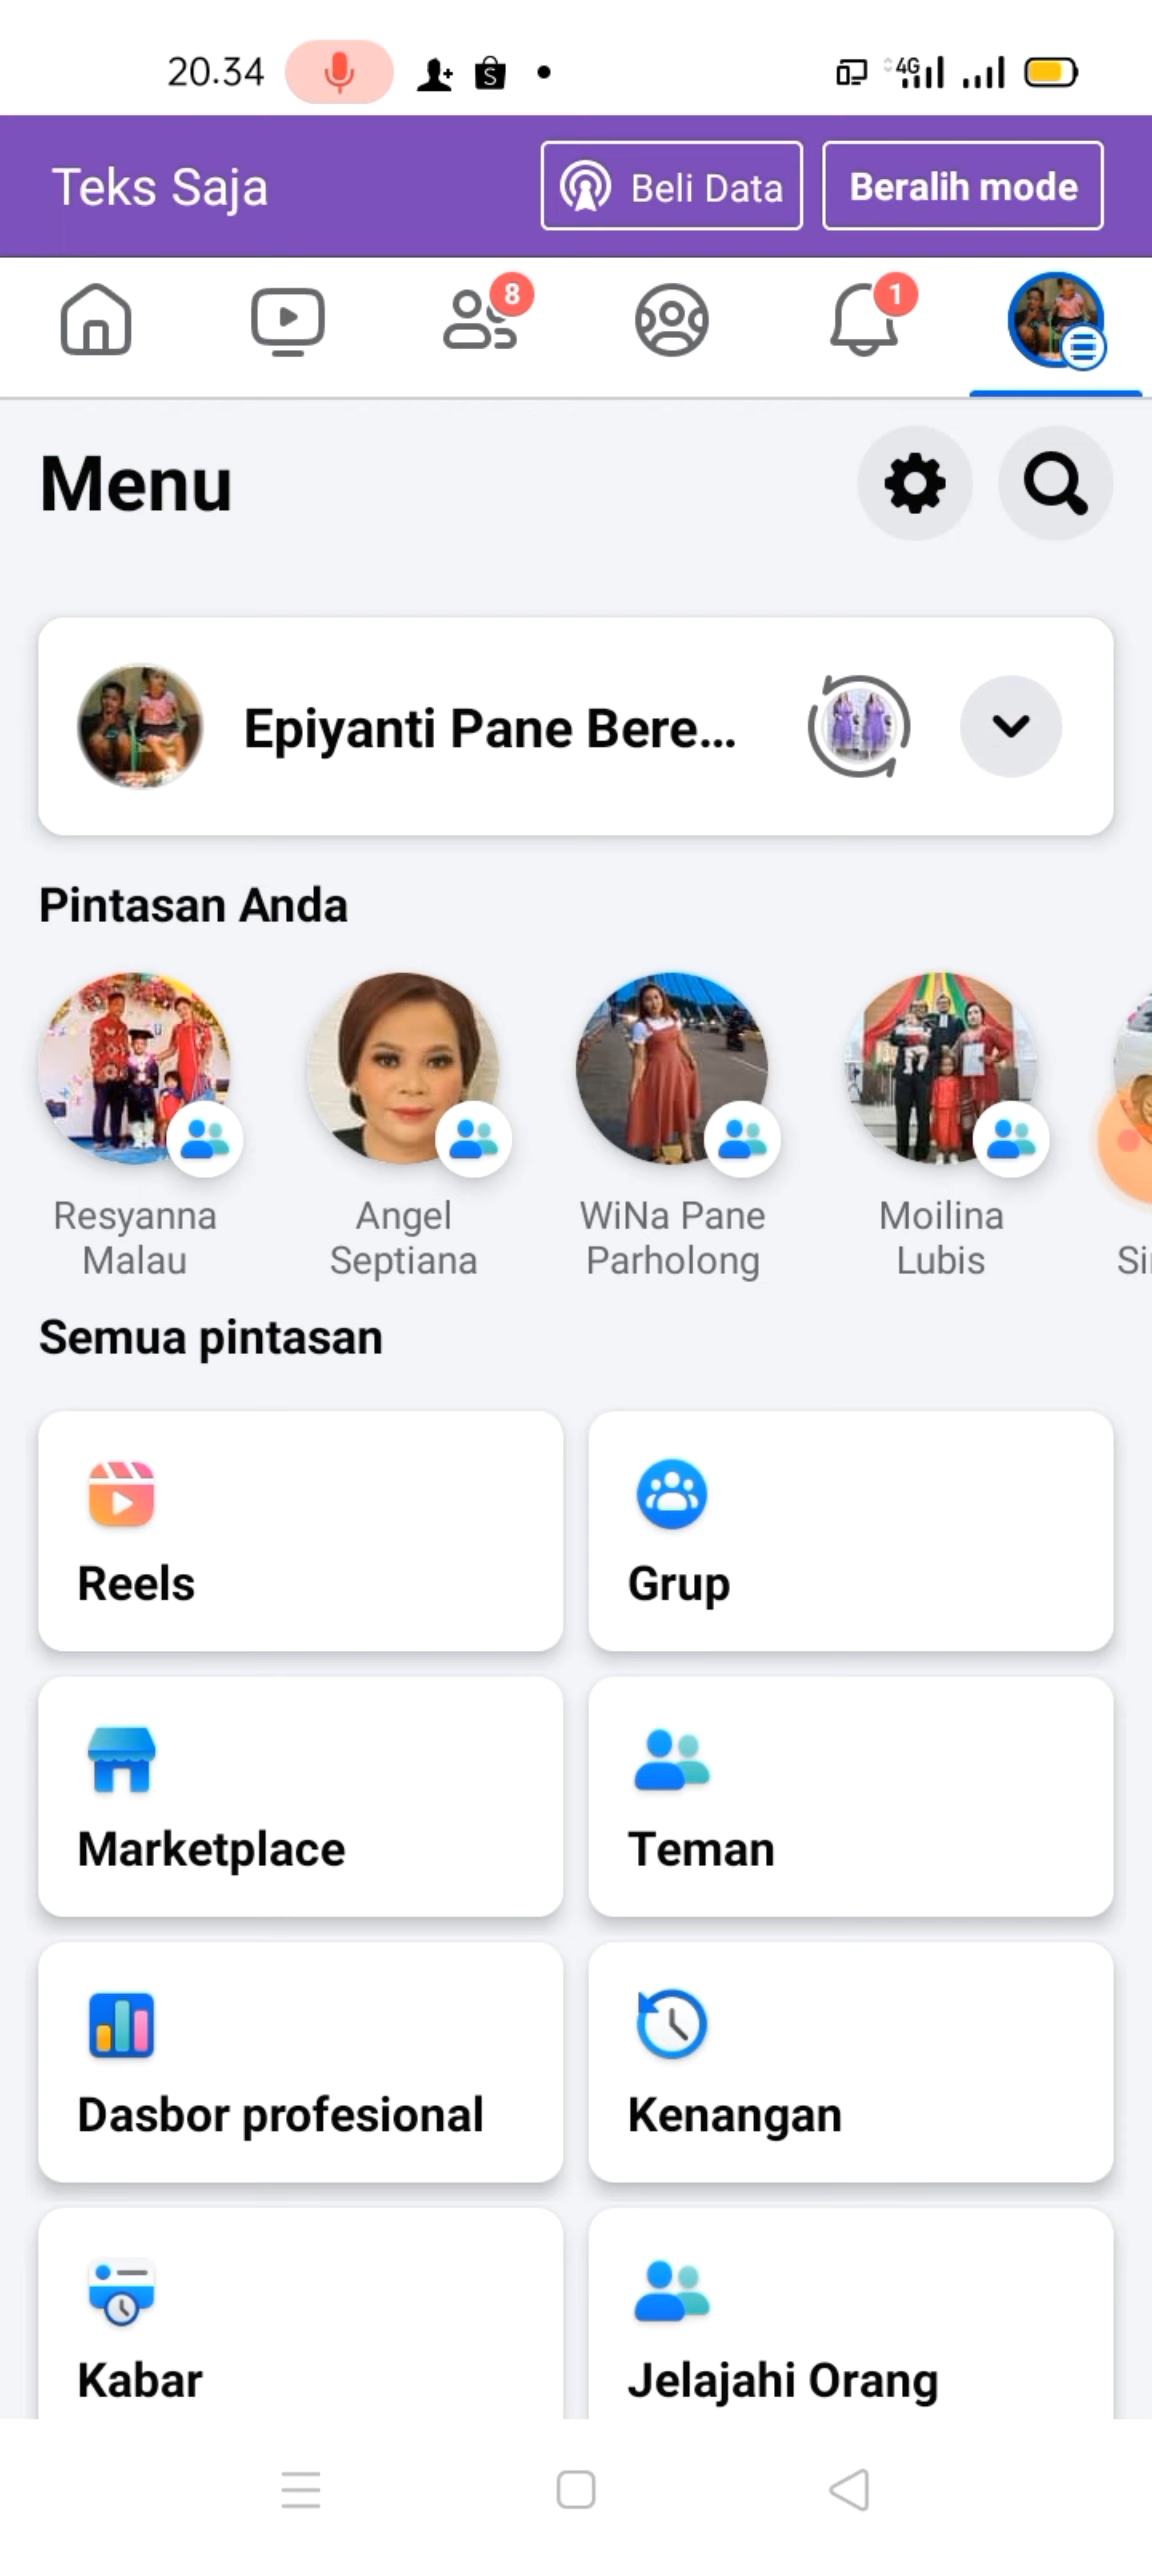 20.34
4G
Teks Saja
Beli Data
Beralih mode
8
1
Menu
Epiyanti Pane Bere...
Pintasan Anda
Resyanna
Malau
Angel
Septiana
WiNa Pane
Parholong
Moilina
Lubis
Semua pintasan
Reels
Grup
Marketplace
Teman
Dasbor profesional
Kenangan
Kabar
Jelajahi Orang